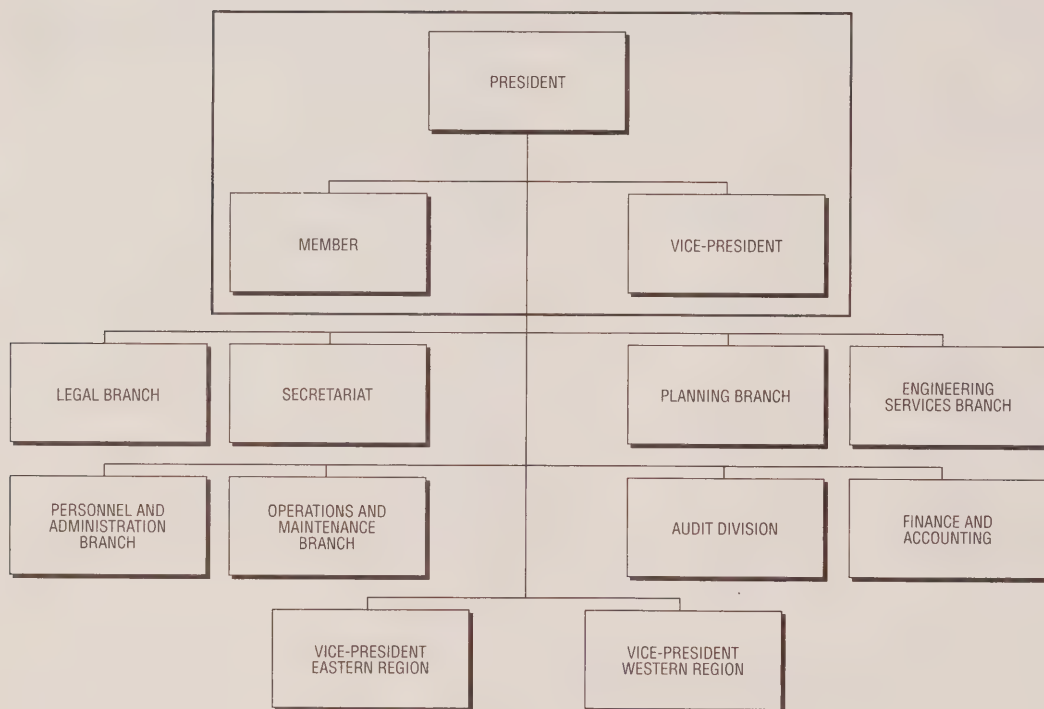 PRESIDENT
MEMBER
VICE-PRESIDENT
LEGAL BRANCH
SECRETARIAT
PLANNING BRANCH
ENGINEERING
SERVICES BRANCH
PERSONNEL AND
ADMINISTRATION
BRANCH
OPERATIONS AND
MAINTENANCE
BRANCH
AUDIT DIVISION
FINANCE AND
ACCOUNTING
VICE-PRESIDENT
EASTERN REGION
VICE-PRESIDENT
WESTERN REGION